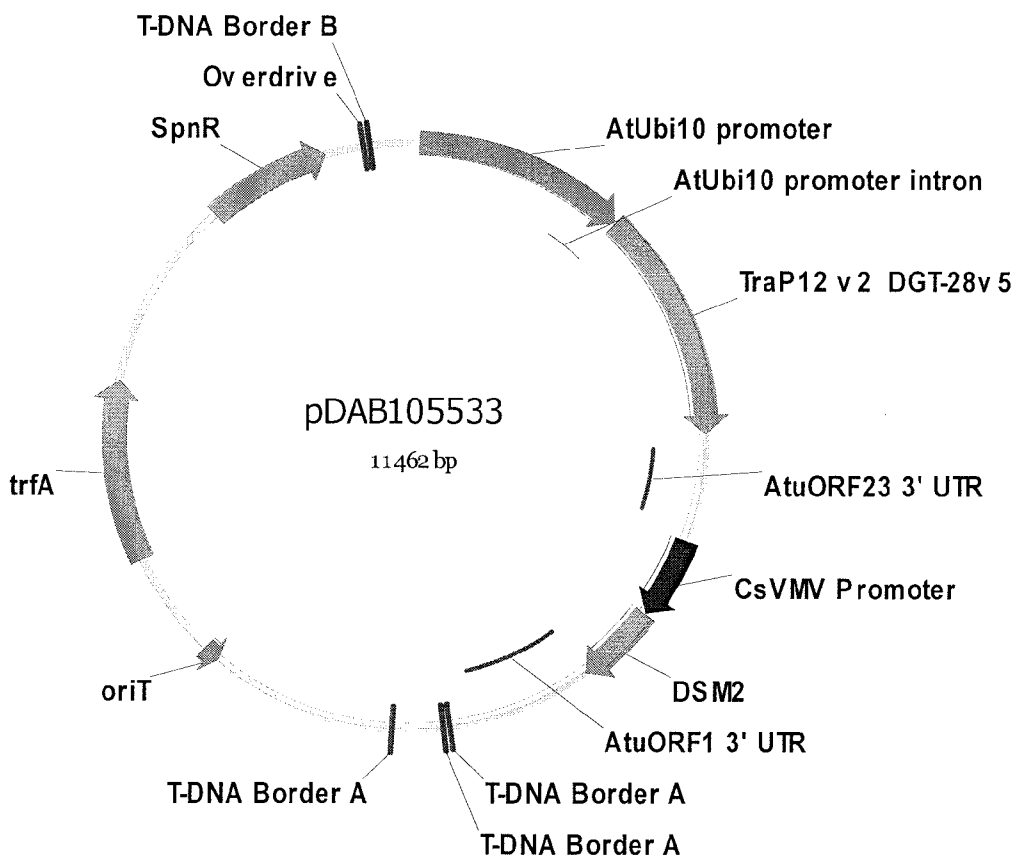 T-DNA Border B
Ov erdriv e
SpnR
AtUbi10 promoter
AtUbi10 promoter intron
TraP12 v 2 DGT-28v 5
pDAB105533
11462 bp
trfA
AtuORF23 3' UTR
CsVMV Promoter
oriT
DSM2
AtuORF1 3' UTR
T-DNA Border A
T-DNA Border A
T-DNA Border A